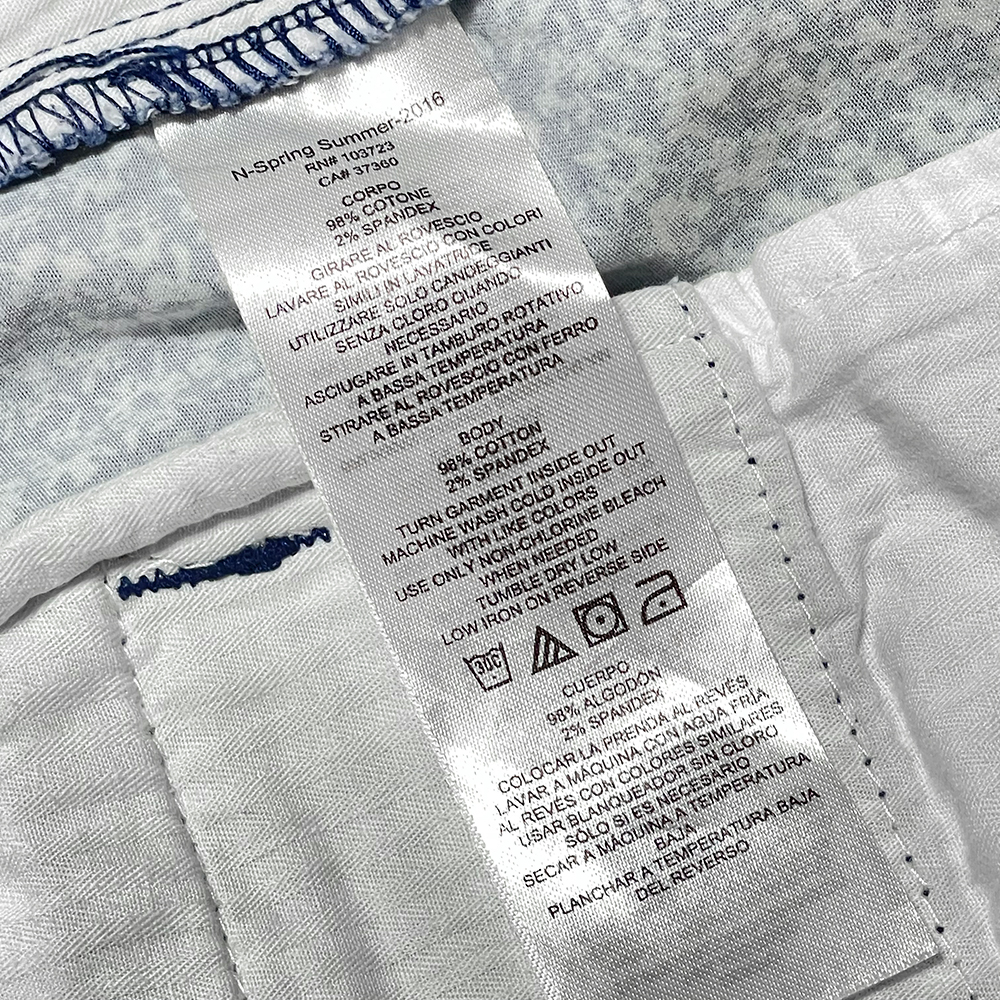 N-Spring Summer-2016
RN# 103723
CA# 37360
CORPO
98% COTONE
2% SPANDEX
GIRARE AL ROVESCIO
LAVARE AL ROVESCIO CON COLORI
SIMILI IN LAVATRICE
UTILIZZARE SOLO CANDEGGIANTI
SENZA CLORO QUANDO
NECESSARIO
ASCIUGARE IN TAMBURO ROTATIVO
A BASSA TEMPERATURA
STIRARE AL ROVESCIO CON FERRO
A BASSA TEMPERATURA
BODY
98% COTTON
2% SPANDEX
TURN GARMENT INSIDE OUT
MACHINE WASH COLD INSIDE OUT
WITH LIKE COLORS
USE ONLY NON-CHLORINE BLEACH
WHEN NEEDED
TUMBLE DRY LOW
LOW IRON ON REVERSE SIDE
30C
CUERPO
98% ALGODÓN
2% SPANDEX
COLOCAR LA PRENDA AL REVÉS
LAVAR A MÁQUINA CON AGUA FRÍA
AL REVÉS CON COLORES SIMILARES
USAR BLANQUEADOR SIN CLORO
SÓLO SI ES NECESARIO
SECAR A MÁQUINA A TEMPERATURA
BAJA
PLANCHAR A TEMPERATURA BAJA
DEL REVERSO